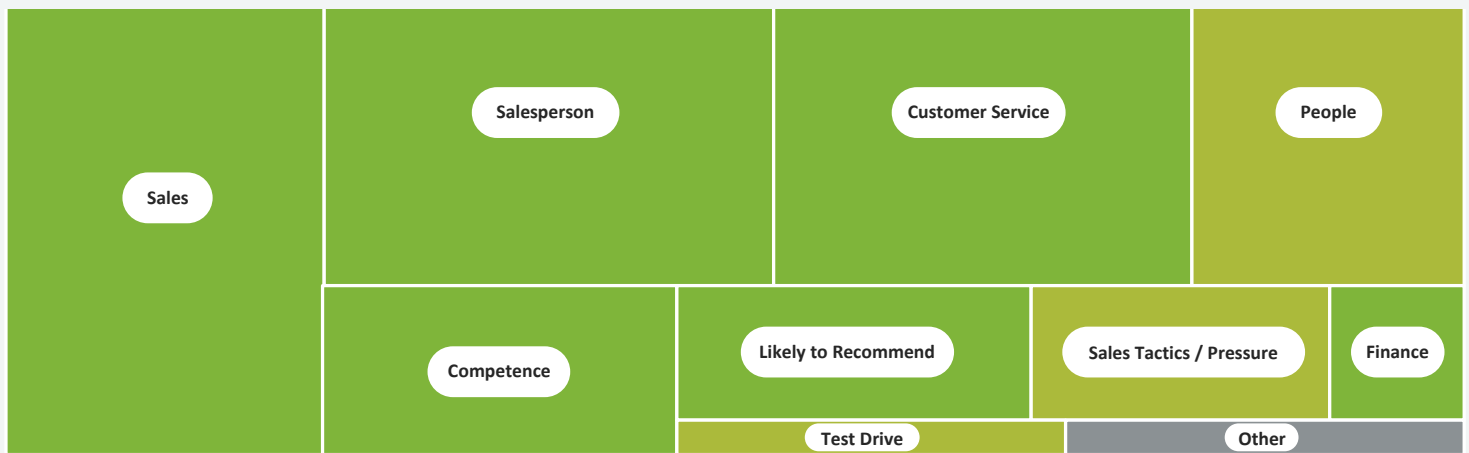 Sales
Salesperson
Customer Service
People
Competence
Likely to Recommend
Sales Tactics / Pressure
Finance
Test Drive
Other